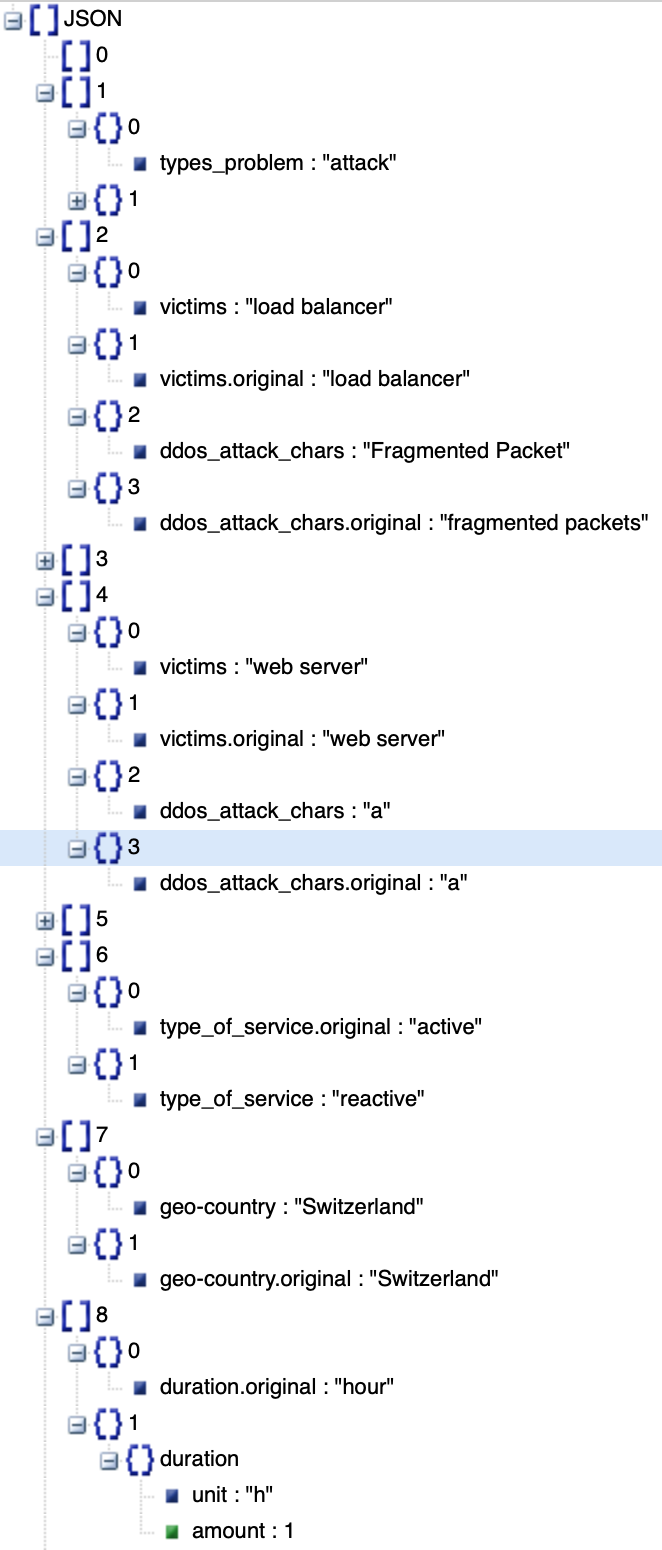 JSON
0
1
0
types_problem : "attack"
1
2
0
victims : "load balancer"
1
victims.original : "load balancer"
2
ddos_attack_chars : "Fragmented Packet"
3
ddos_attack_chars.original : "fragmented packets"
3
4
0
victims : "web server"
1
victims.original : "web server"
2
ddos_attack_chars : "a"
3
ddos_attack_chars.original : "a"
5
6
0
type_of_service.original : "active"
1
type_of_service : "reactive"
7
0
geo-country : "Switzerland"
1
geo-country.original : "Switzerland"
8
0
duration.original : "hour"
1
duration
unit : "h"
amount : 1